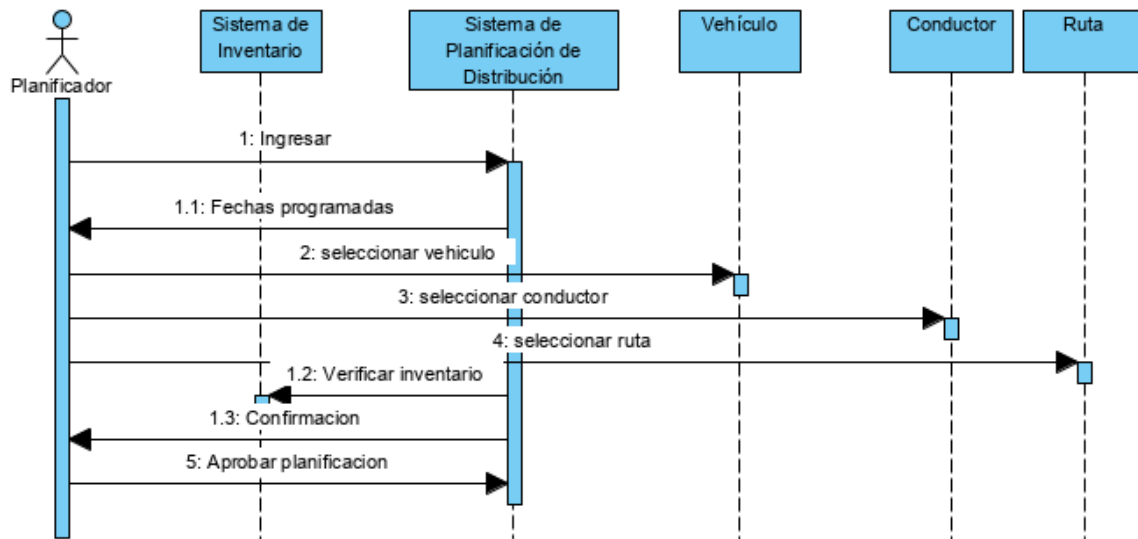 Planificador
Sistema de
Inventario
Sistema de
Planificación de
Distribución
Vehículo
Conductor
Ruta
1: Ingresar
1.1: Fechas programadas
2: seleccionar vehiculo
3: seleccionar conductor
4: seleccionar ruta
1.2: Verificar inventario
1.3: Confirmacion
5: Aprobar planificacion